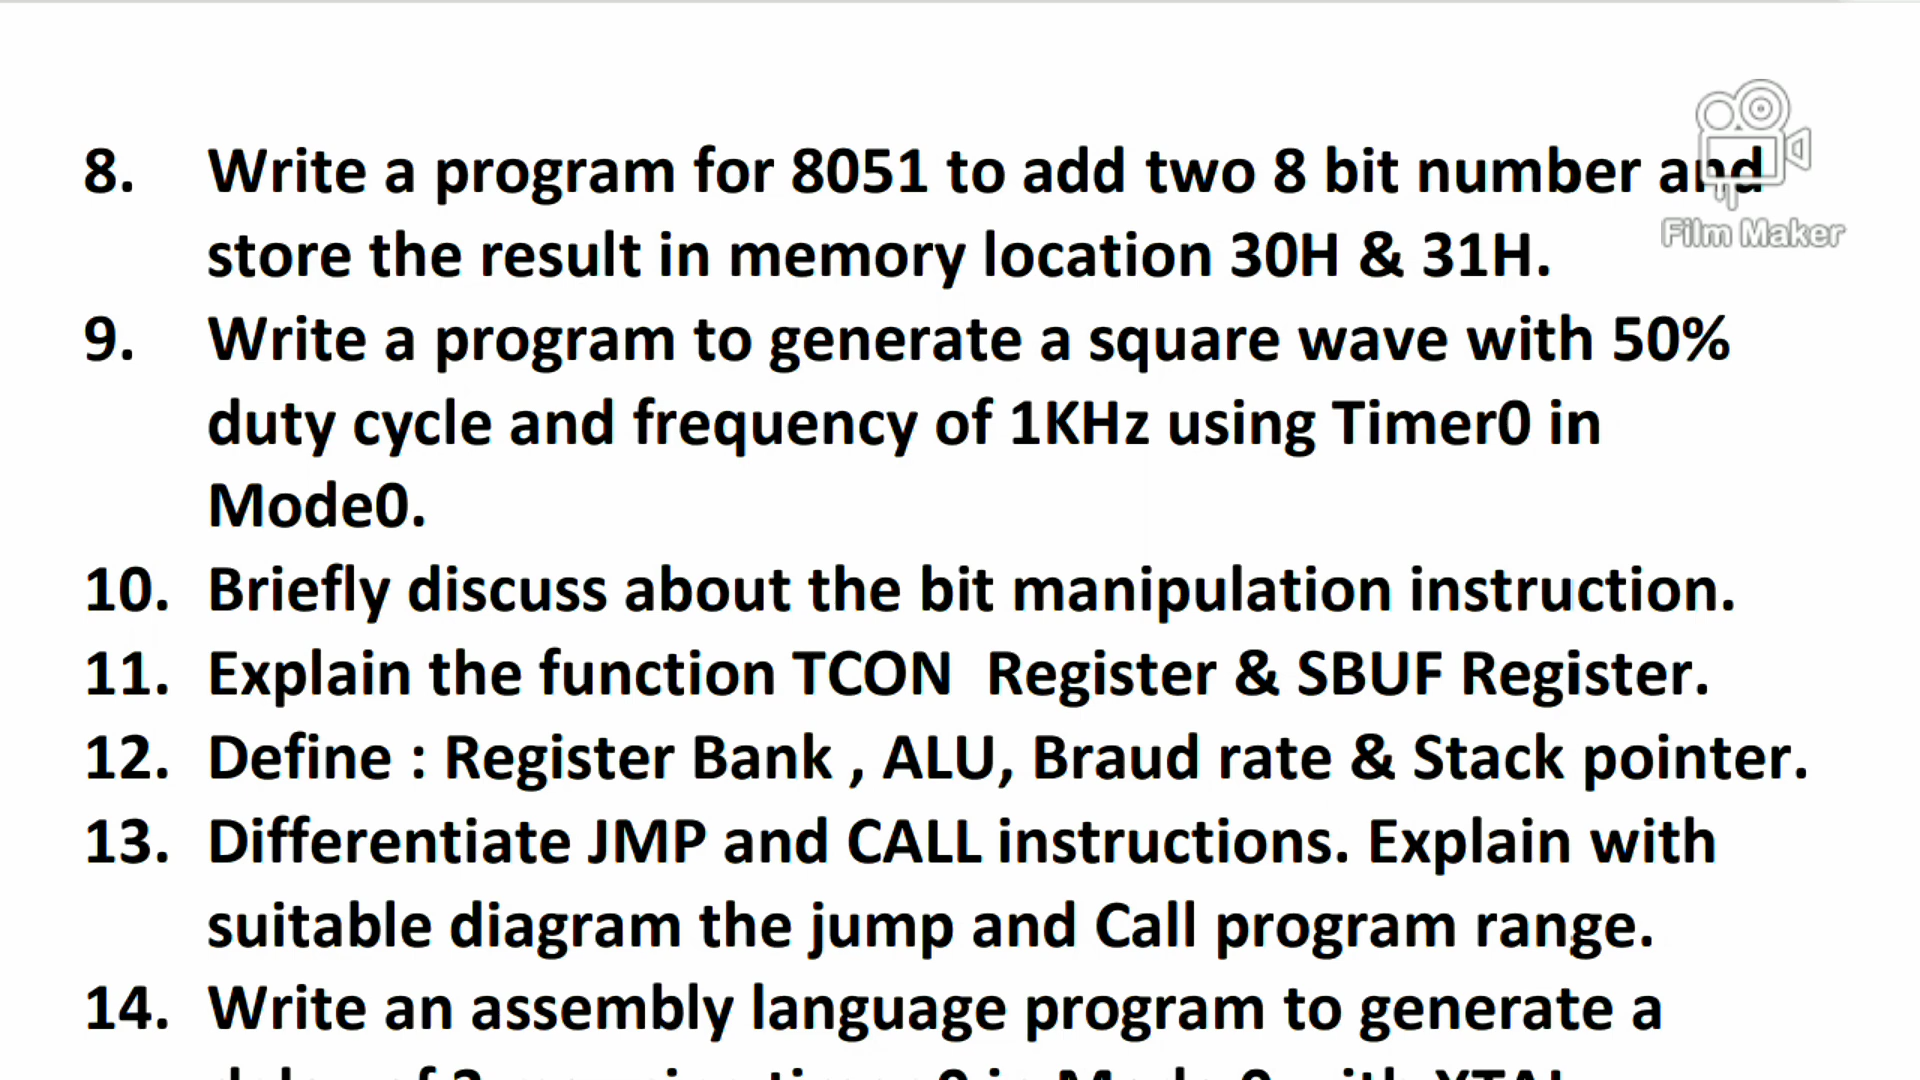 8. Write a program for 8051 to add two 8 bit number and
Film Maker
store the result in memory location 30H & 31H.
9. Write a program to generate a square wave with 50%
duty cycle and frequency of 1KHz using Timer0 in
Mode0.
10. Briefly discuss about the bit manipulation instruction.
11. Explain the function TCON  Register & SBUF Register.
12. Define : Register Bank , ALU, Braud rate & Stack pointer.
13. Differentiate JMP and CALL instructions. Explain with
suitable diagram the jump and Call program range.
14. Write an assembly language program to generate a